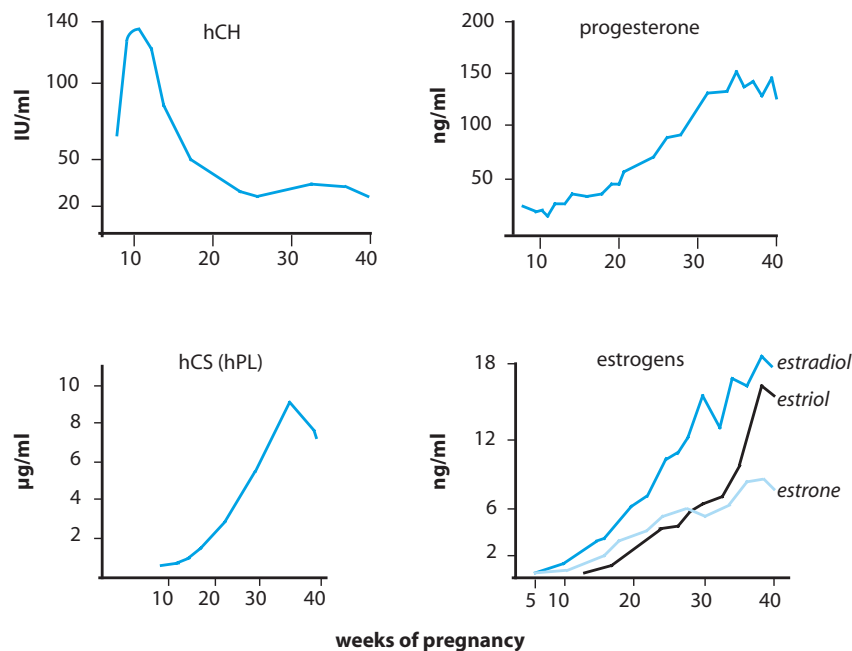 hCH
140
100
50
20
IU/ml
10 20 30 40
progesterone
200
150
100
50
ng/ml
10 20 30 40
hCS (hPL)
10
8
6
4
2
µg/ml
10 20 30 40
estrogens
18
12
6
2
ng/ml
estradiol
estriol
estrone
5 10 20 30 40
weeks of pregnancy